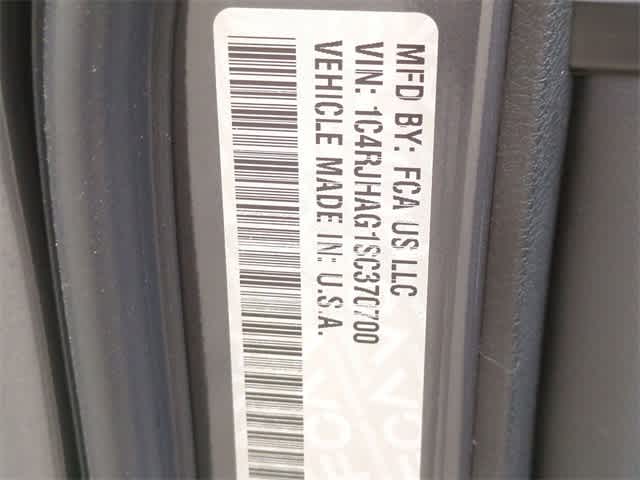 MFD BY: FCA US LLC
VIN: 1C4RJHAG1SC370700
VEHICLE MADE IN: U.S.A.